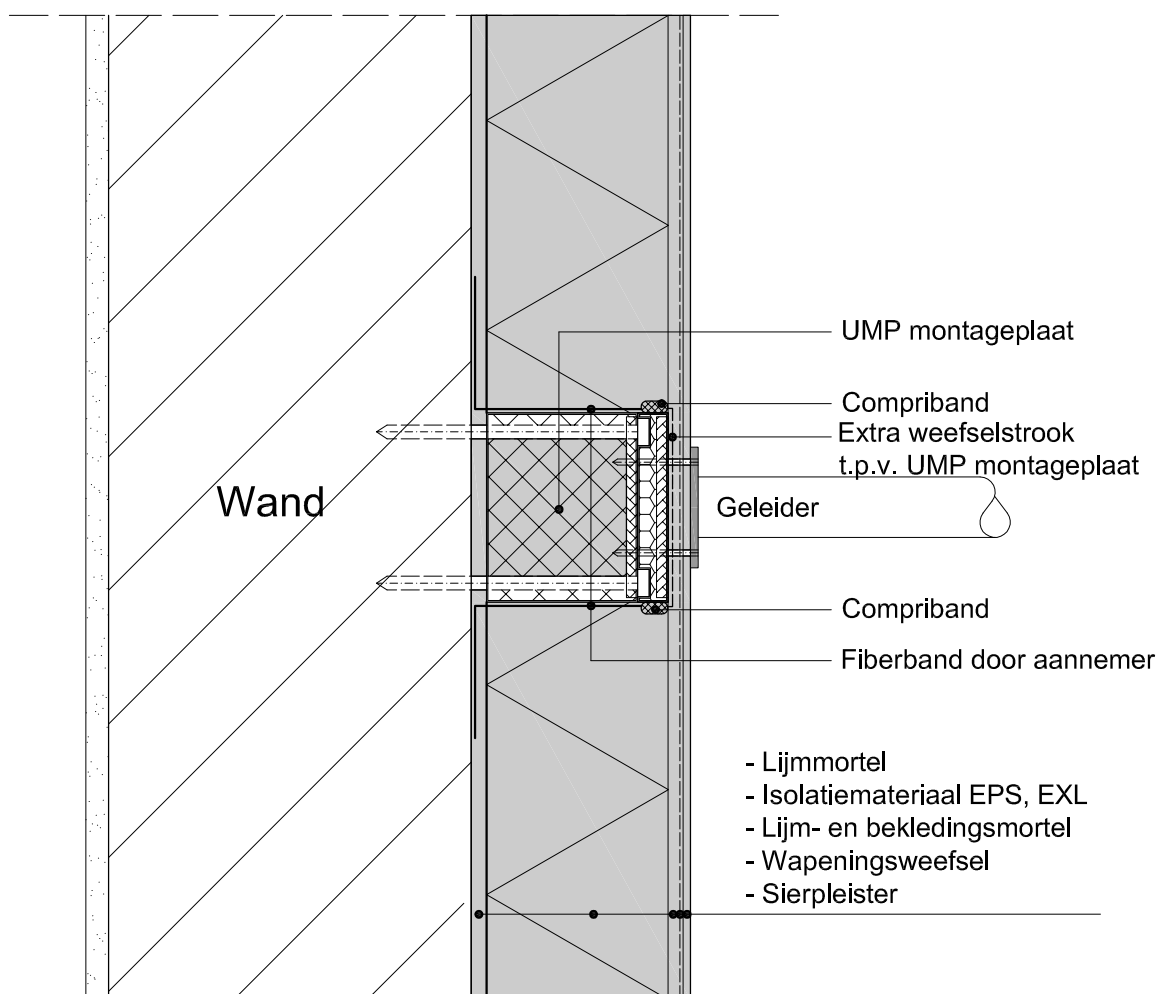 UMP montageplaat
Compriband
Extra weefselstrook
t.p.v. UMP montageplaat
Wand
Geleider
Compriband
Fiberband door aannemer
- Lijmmortel
- Isolatiemateriaal EPS, EXL
- Lijm- en bekledingsmortel
- Wapeningsweefsel
- Sierpleister